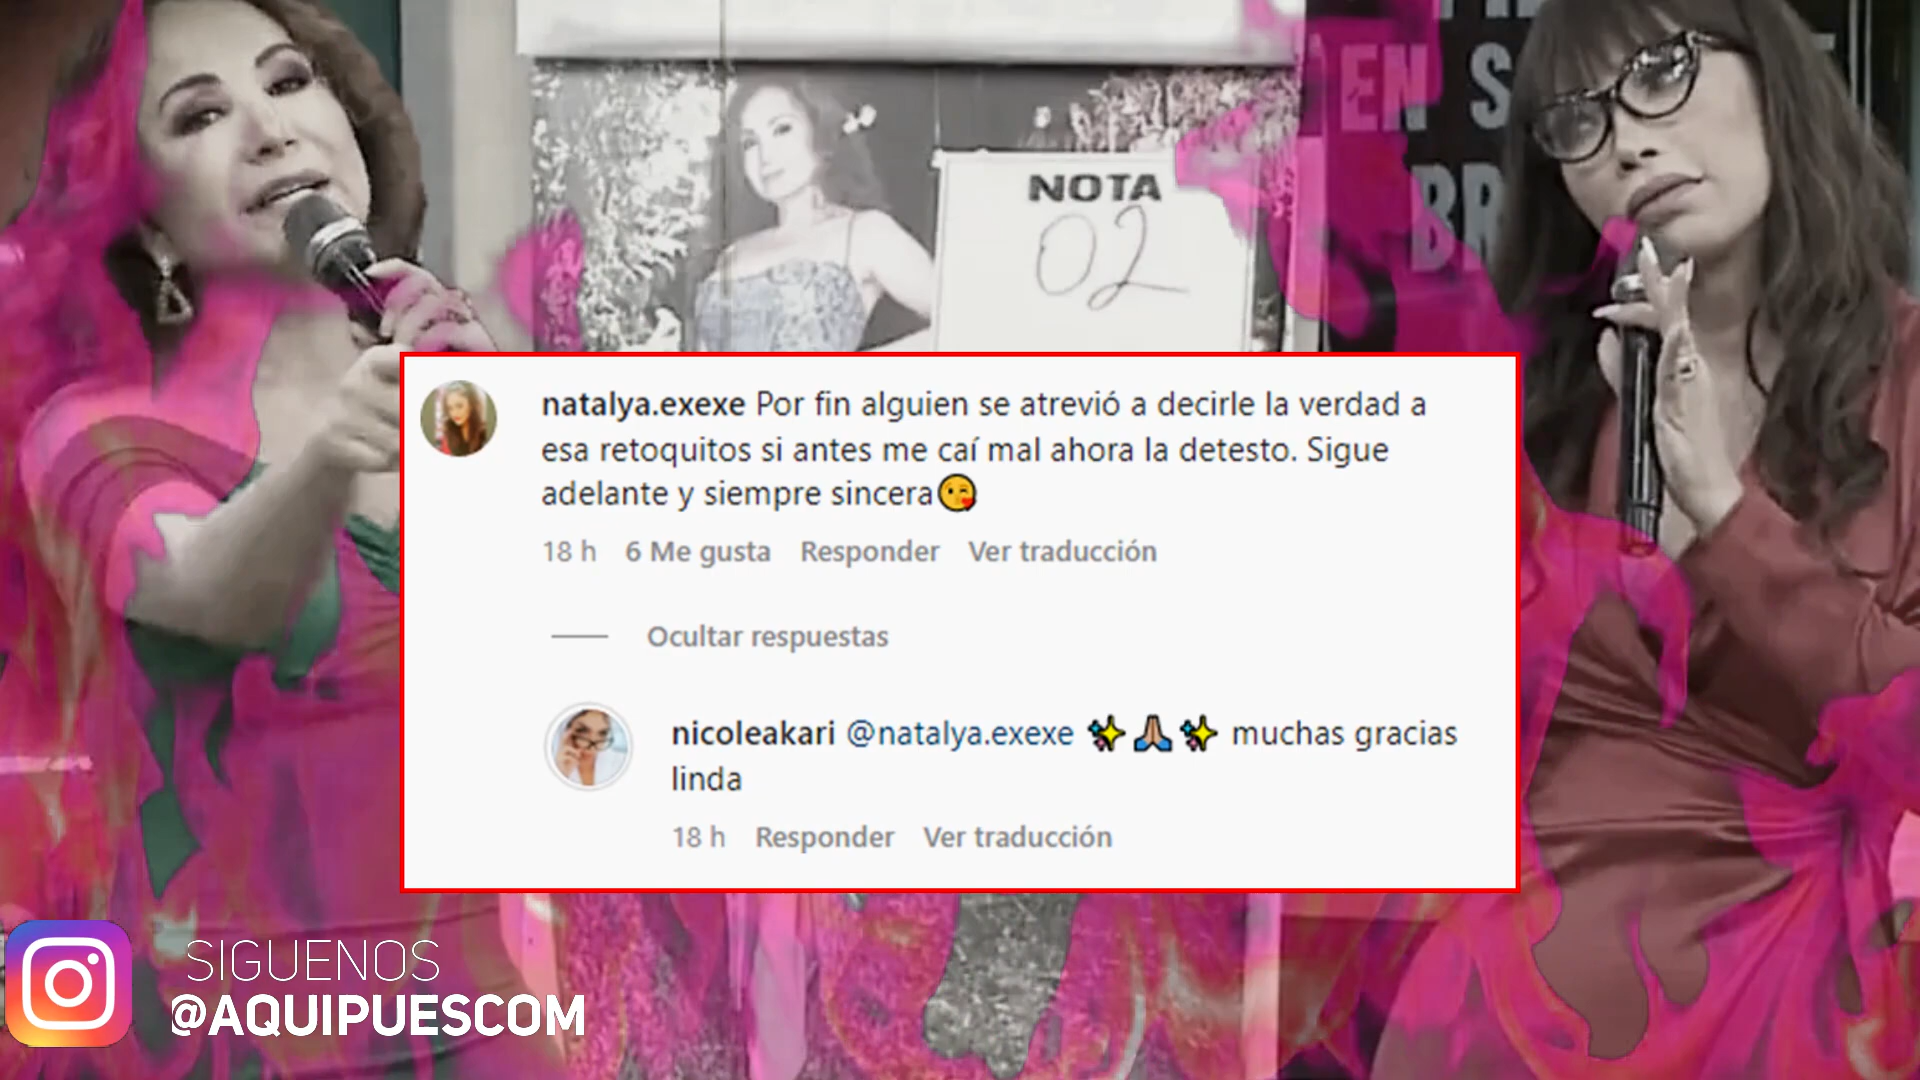 EN S
BR
NOTA
02
natalya.exexe Por fin alguien se atrevió a decirle la verdad a
esa retoquitos si antes me caí mal ahora la detesto. Sigue
adelante y siempre sincera😘
18 h 6 Me gusta Responder Ver traducción
Ocultar respuestas
nicoleakari @natalya.exexe ✨🙏🏽✨ muchas gracias
linda
18 h Responder Ver traducción
SIGUENOS
@AQUIPUESCOM